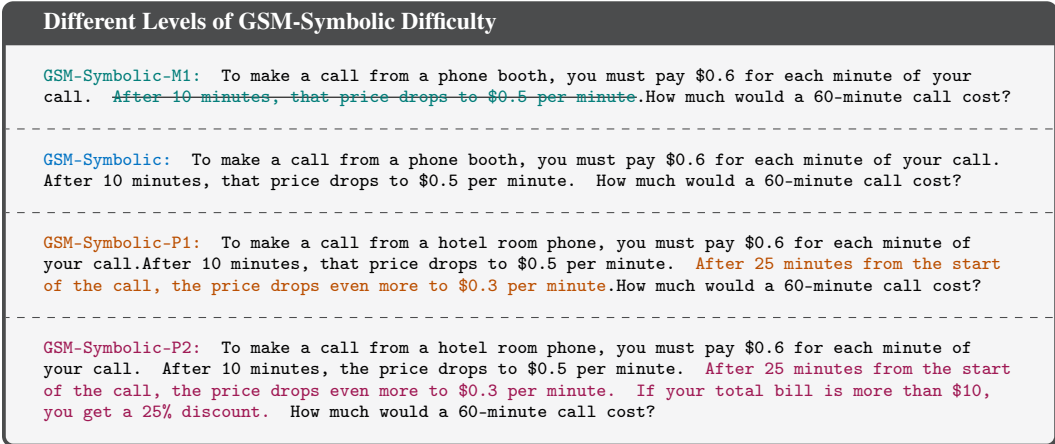 Different Levels of GSM-Symbolic Difficulty
GSM-Symbolic-M1: To make a call from a phone booth, you must pay $0.6 for each minute of your
call. After 10 minutes, that price drops to $0.5 per minute.How much would a 60-minute call cost?
GSM-Symbolic: To make a call from a phone booth, you must pay $0.6 for each minute of your call.
After 10 minutes, that price drops to $0.5 per minute. How much would a 60-minute call cost?
GSM-Symbolic-P1: To make a call from a hotel room phone, you must pay $0.6 for each minute of
your call.After 10 minutes, that price drops to $0.5 per minute. After 25 minutes from the start
of the call, the price drops even more to $0.3 per minute.How much would a 60-minute call cost?
GSM-Symbolic-P2: To make a call from a hotel room phone, you must pay $0.6 for each minute of
your call. After 10 minutes, the price drops to $0.5 per minute. After 25 minutes from the start
of the call, the price drops even more to $0.3 per minute. If your total bill is more than $10,
you get a 25% discount. How much would a 60-minute call cost?